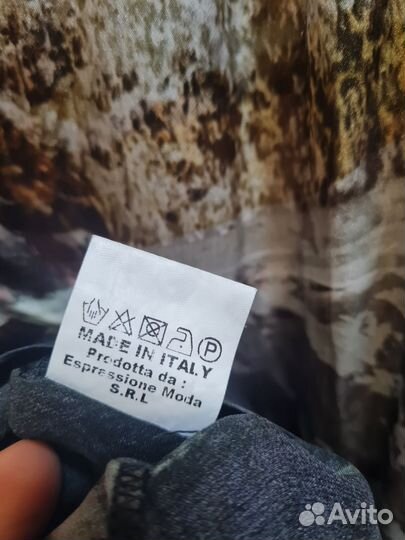 P
MADE IN ITALY
Prodotta da :
Espressione Moda
S.R.L
Avito